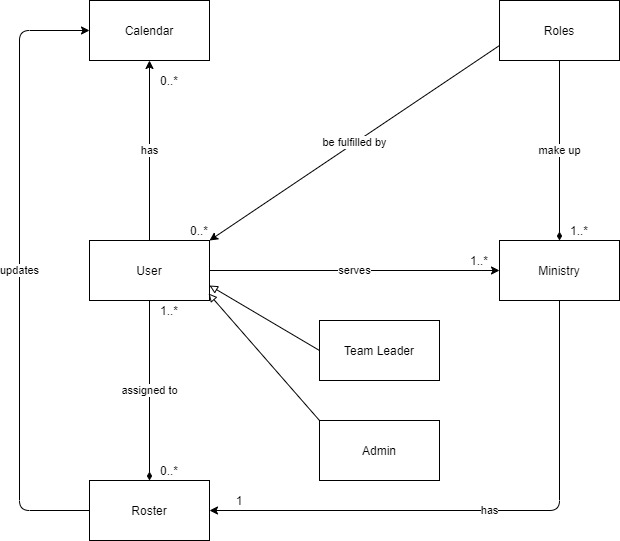 Calendar
Roles
0..*
has
be fulfilled by
make up
0..*
1..*
User
serves
1..*
Ministry
updates
1..*
Team Leader
assigned to
Admin
0..*
Roster
1
has